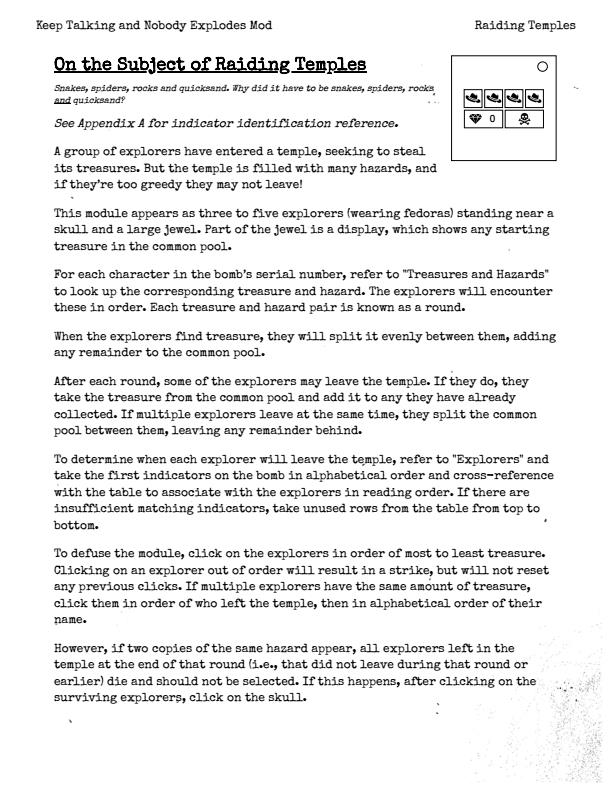 Keep Talking and Nobody Explodes Mod
Raiding Temples
On the Subject of Raiding Temples
Snakes, spiders, rocks and quicksand. Why did it have to be snakes, spiders, rocks
and quicksand?
See Appendix A for indicator identification reference.
0
A group of explorers have entered a temple, seeking to steal
its treasures. But the temple is filled with many hazards, and
if they're too greedy they may not leave!
This module appears as three to five explorers (wearing fedoras) standing near a
skull and a large jewel. Part of the jewel is a display, which shows any starting
treasure in the common pool.
For each character in the bomb's serial number, refer to "Treasures and Hazards"
to look up the corresponding treasure and hazard. The explorers will encounter
these in order. Each treasure and hazard pair is known as a round.
When the explorers find treasure, they will split it evenly between them, adding
any remainder to the common pool.
After each round, some of the explorers may leave the temple. If they do, they
take the treasure from the common pool and add it to any they have already
collected. If multiple explorers leave at the same time, they split the common
pool between them, leaving any remainder behind.
To determine when each explorer will leave the temple, refer to "Explorers" and
take the first indicators on the bomb in alphabetical order and cross-reference
with the table to associate with the explorers in reading order. If there are
insufficient matching indicators, take unused rows from the table from top to
bottom.
To defuse the module, click on the explorers in order of most to least treasure.
Clicking on an explorer out of order will result in a strike, but will not reset
any previous clicks. If multiple explorers have the same amount of treasure,
click them in order of who left the temple, then in alphabetical order of their
name.
However, if two copies of the same hazard appear, all explorers left in the
temple at the end of that round (i.e., that did not leave during that round or
earlier) die and should not be selected. If this happens, after clicking on the
surviving explorers, click on the skull.